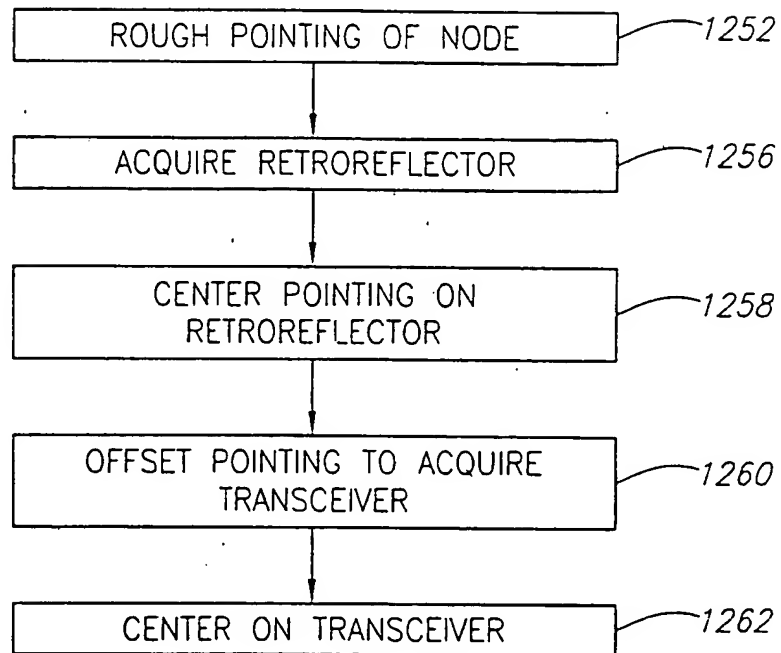 ROUGH POINTING OF NODE
1252
ACQUIRE RETROREFLECTOR
1256
CENTER POINTING ON
RETROREFLECTOR
1258
OFFSET POINTING TO ACQUIRE
TRANSCEIVER
1260
CENTER ON TRANSCEIVER
1262